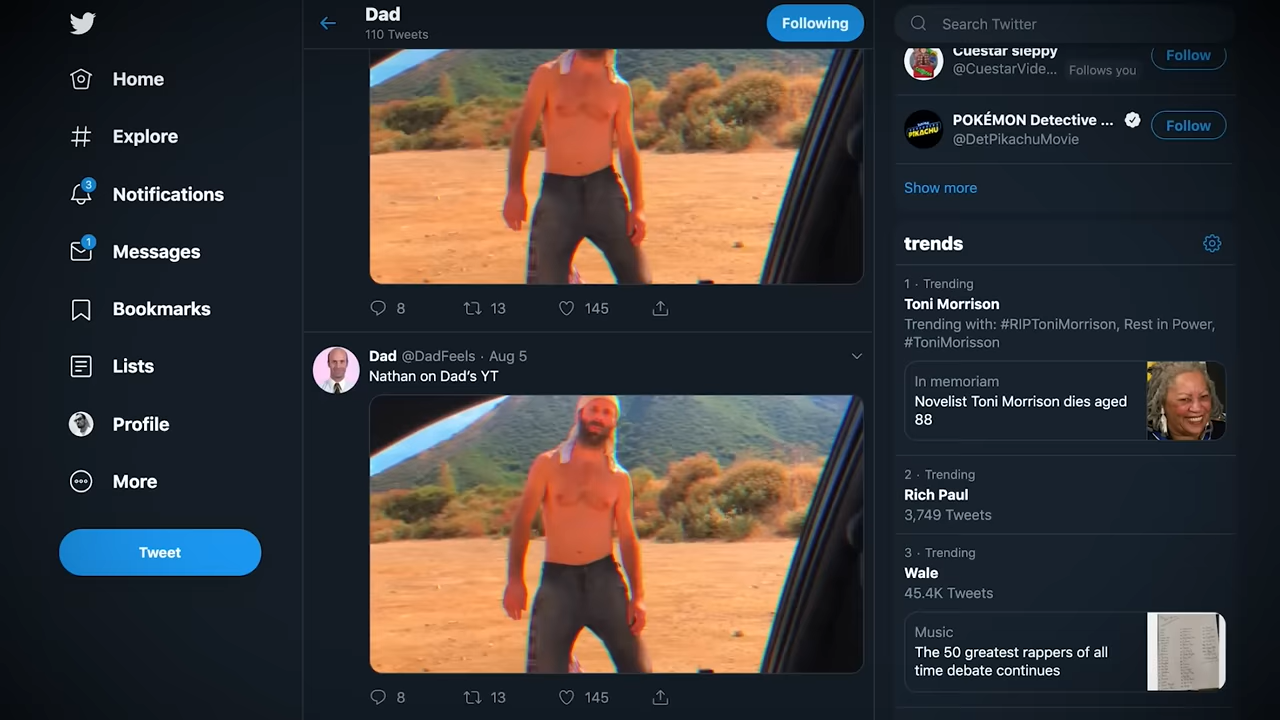 Home
Explore
3
Notifications
1
Messages
Bookmarks
Lists
Profile
More
Tweet
Dad
110 Tweets
Following
8
13
145
Dad @DadFeels · Aug 5
Nathan on Dad's YT
8
13
145
Search Twitter
Cuestar sleppy
@CuestarVide... Follows you
Follow
POKÉMON Detective ...
@DetPikachuMovie
Follow
Show more
trends
1 · Trending
Toni Morrison
Trending with: #RIPToniMorrison, Rest in Power,
#ToniMorisson
In memoriam
Novelist Toni Morrison dies aged
88
2 · Trending
Rich Paul
3,749 Tweets
3 · Trending
Wale
45.4K Tweets
Music
The 50 greatest rappers of all
time debate continues